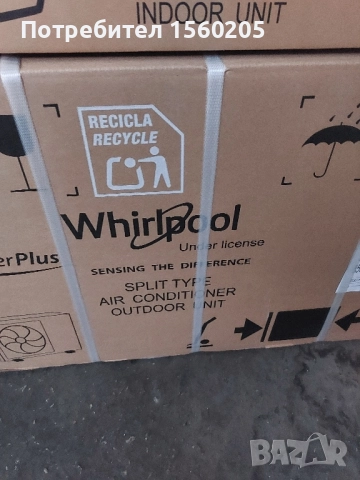 INDOOR UNIT
Потребител 1560205
RECICLA
RECYCLE
Whirlpool
Under license
erPlus
SENSING THE DIFFERENCE
SPLIT TYPE
AIR CONDITIONER
OUTDOOR UNIT
BAZAR